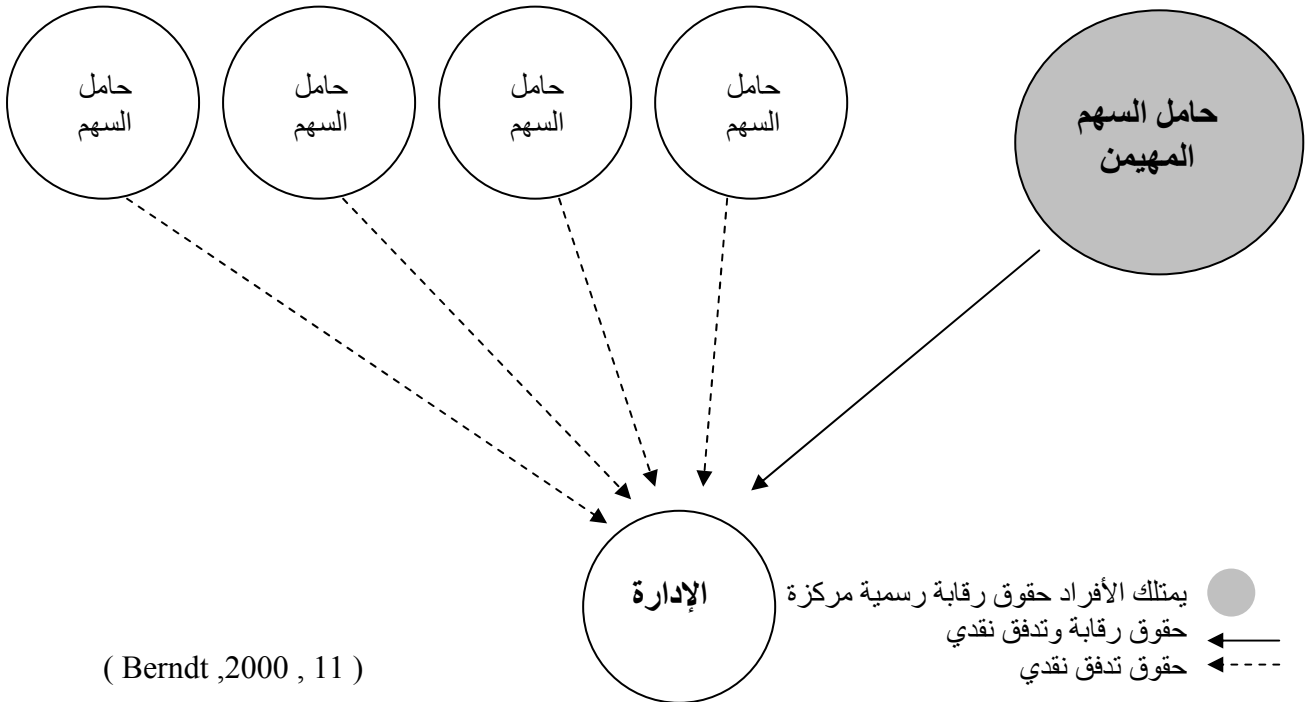 حامل
السهم
حامل
السهم
حامل
السهم
حامل
السهم
حامل السهم
المهيمن
الإدارة
يمتلك الأفراد حقوق رقابة رسمية مركزة
حقوق رقابة وتدفق نقدي
حقوق تدفق نقدي
( Berndt ,2000 , 11 )